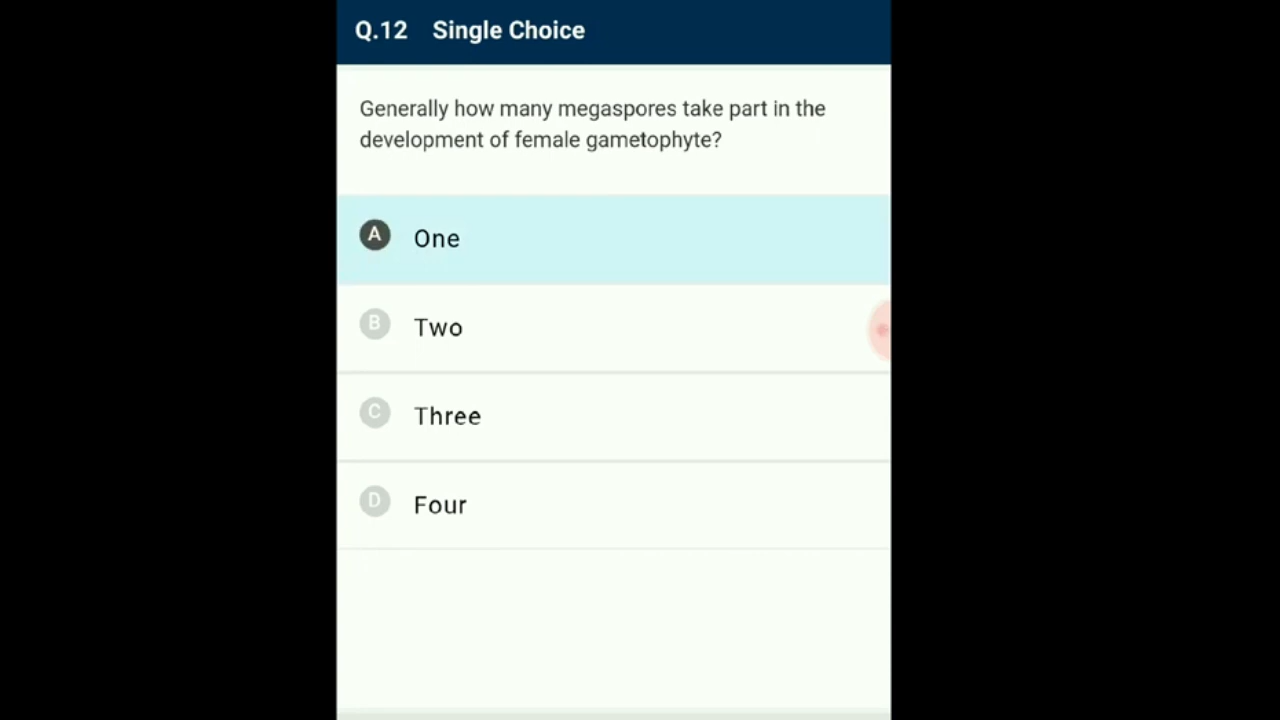 Q.12 Single Choice
Generally how many megaspores take part in the
development of female gametophyte?
A One
B Two
C Three
D Four